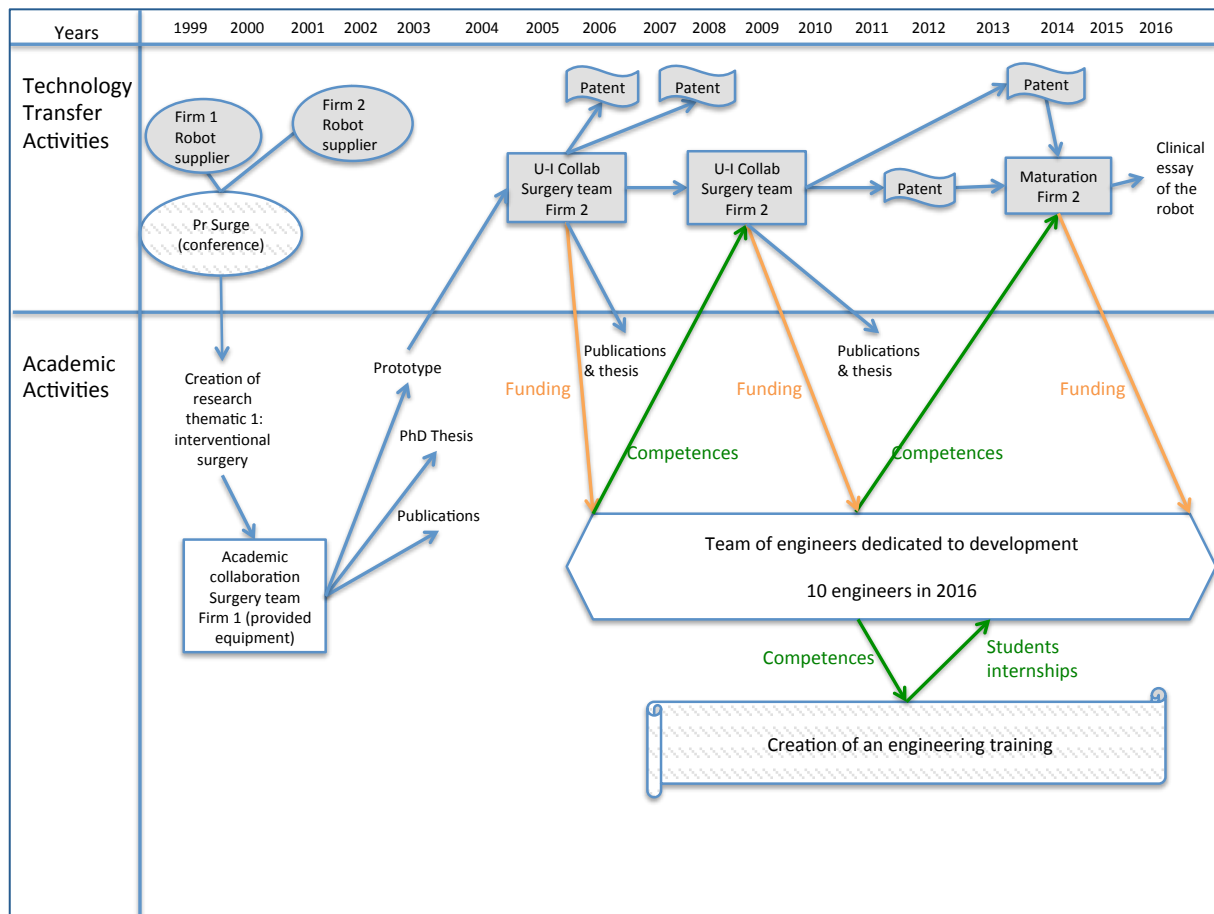 Years
1999 2000 2001 2002 2003 2004 2005 2006 2007 2008 2009 2010 2011 2012 2013 2014 2015 2016
Technology
Transfer
Activities
Firm 1
Robot
supplier
Firm 2
Robot
supplier
Pr Surge
(conference)
Patent
Patent
U-I Collab
Surgery team
Firm 2
U-I Collab
Surgery team
Firm 2
Patent
Patent
Maturation
Firm 2
Clinical
essay
of the
robot
Academic
Activities
Creation of
research
thematic 1:
interventional
surgery
Academic
collaboration
Surgery team
Firm 1 (provided
equipment)
Prototype
PhD Thesis
Publications
Publications
& thesis
Publications
& thesis
Funding
Funding
Funding
Competences
Competences
Team of engineers dedicated to development
10 engineers in 2016
Competences
Students
internships
Creation of an engineering training